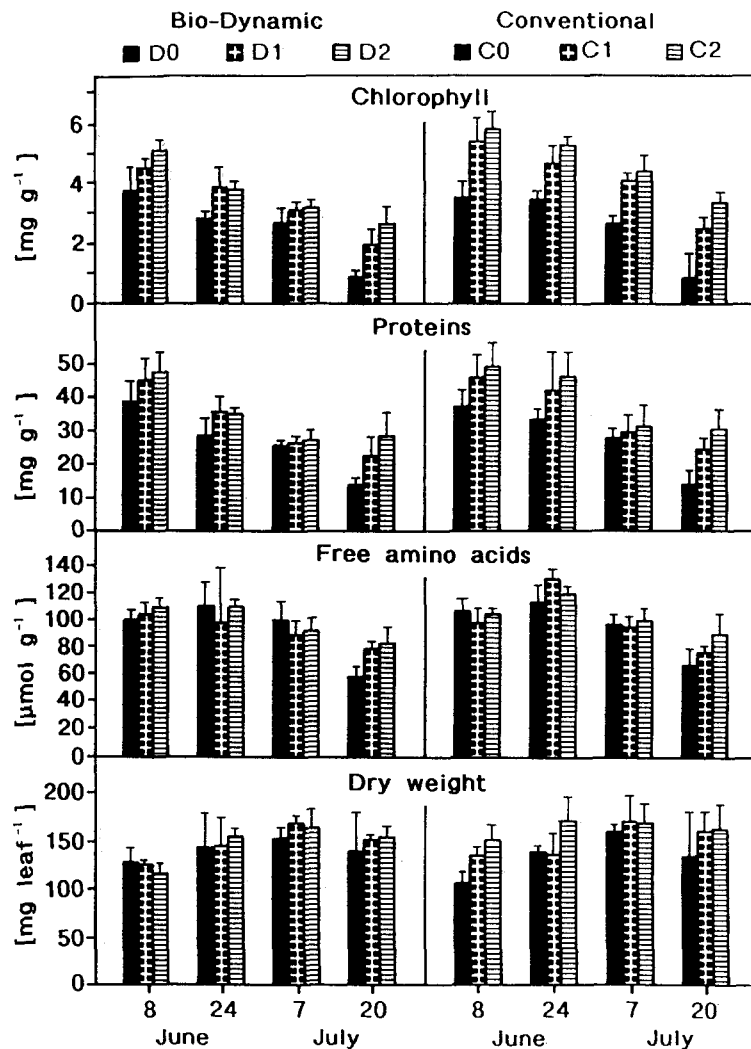 Bio-Dynamic Conventional
D0 D1 D2 C0 C1 C2
Chlorophyll
6
4
2
0
[mg g⁻¹]
Proteins
50
40
30
20
10
0
[mg g⁻¹]
Free amino acids
140
120
100
80
60
40
20
0
[µmol g⁻¹]
Dry weight
200
150
100
50
0
[mg leaf⁻¹]
8 24 7 20 8 24 7 20
June July June July